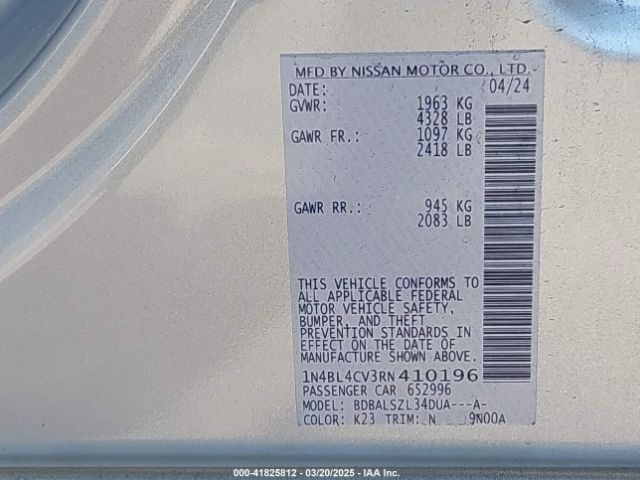 MFD BY NISSAN MOTOR CO., LTD.
DATE: 04/24
GVWR: 1963 KG
4328 LB
GAWR FR.: 1097 KG
2418 LB
GAWR RR.: 945 KG
2083 LB
THIS VEHICLE CONFORMS TO
ALL APPLICABLE FEDERAL
MOTOR VEHICLE SAFETY,
BUMPER, AND THEFT
PREVENTION STANDARDS IN
EFFECT ON THE DATE OF
MANUFACTURE SHOWN ABOVE.
1N4BL4CV3RN410196
PASSENGER CAR 652996
MODEL: BDBALSZL34DUA---A-
COLOR: K23 TRIM: N 9N00A
000-41825812 - 03/20/2025 - IAA Inc.